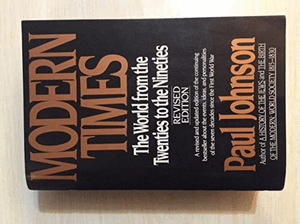 MODERN
TIMES
The World from the
Twenties to the Nineties
REVISED
EDITION
A revised and updated edition of the continuing
bestseller about the events, ideas, and personalities
of the seven decades since the First World War
Paul Johnson
Author of A HISTORY OF THE JEWS and THE BIRTH
OF THE MODERN: WORLD SOCIETY 1815-1830